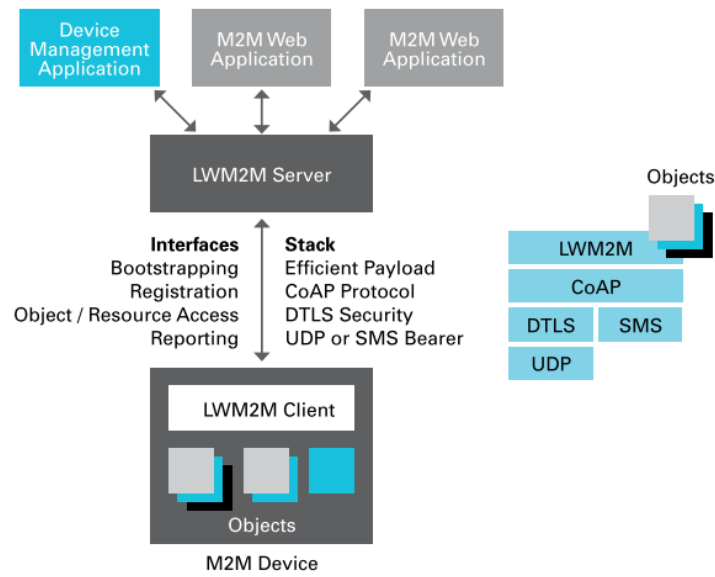 Device
Management
Application
M2M Web
Application
M2M Web
Application
LWM2M Server
Interfaces
Bootstrapping
Registration
Object / Resource Access
Reporting
Stack
Efficient Payload
CoAP Protocol
DTLS Security
UDP or SMS Bearer
LWM2M Client
Objects
M2M Device
Objects
LWM2M
CoAP
DTLS
SMS
UDP